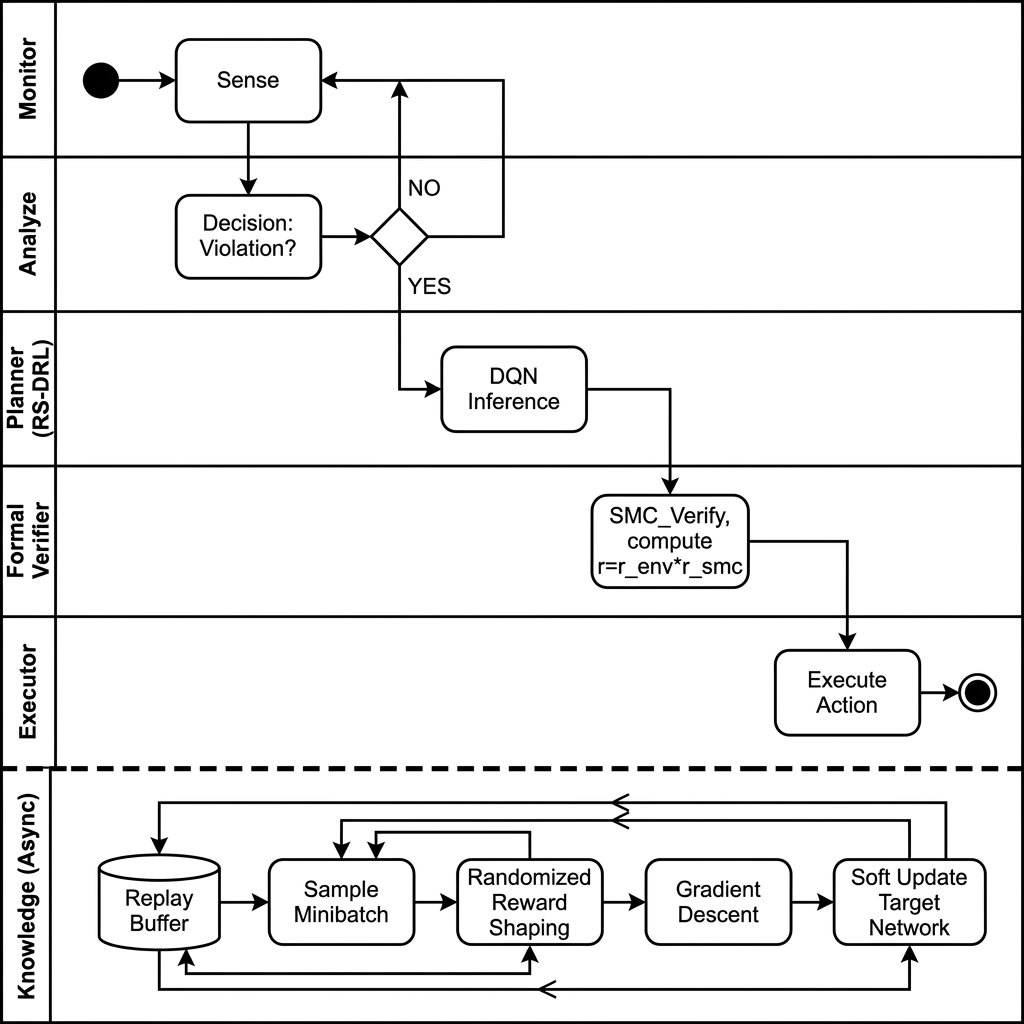 Monitor
Sense
Analyze
Decision:
Violation?
NO
YES
Planner
(RS-DRL)
DQN
Inference
Formal
Verifier
SMC_Verify,
compute
r=r_env*r_smc
Executor
Execute
Action
Knowledge (Async)
Replay
Buffer
Sample
Minibatch
Randomized
Reward
Shaping
Gradient
Descent
Soft Update
Target
Network